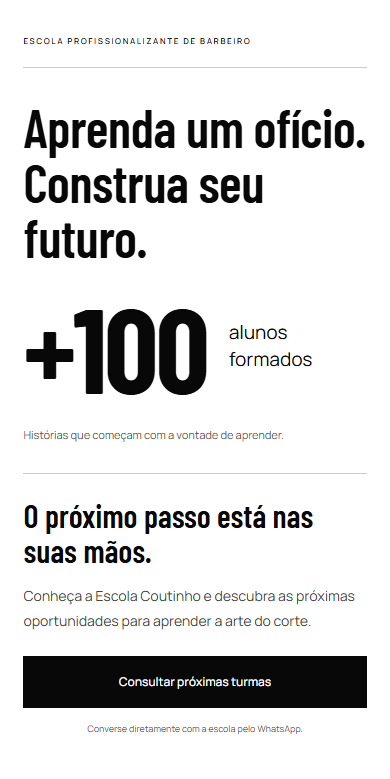 ESCOLA PROFISSIONALIZANTE DE BARBEIRO
Aprenda um ofício.
Construa seu
futuro.
+100
alunos
formados
Histórias que começam com a vontade de aprender.
O próximo passo está nas
suas mãos.
Conheça a Escola Coutinho e descubra as próximas
oportunidades para aprender a arte do corte.
Consultar próximas turmas
Converse diretamente com a escola pelo WhatsApp.